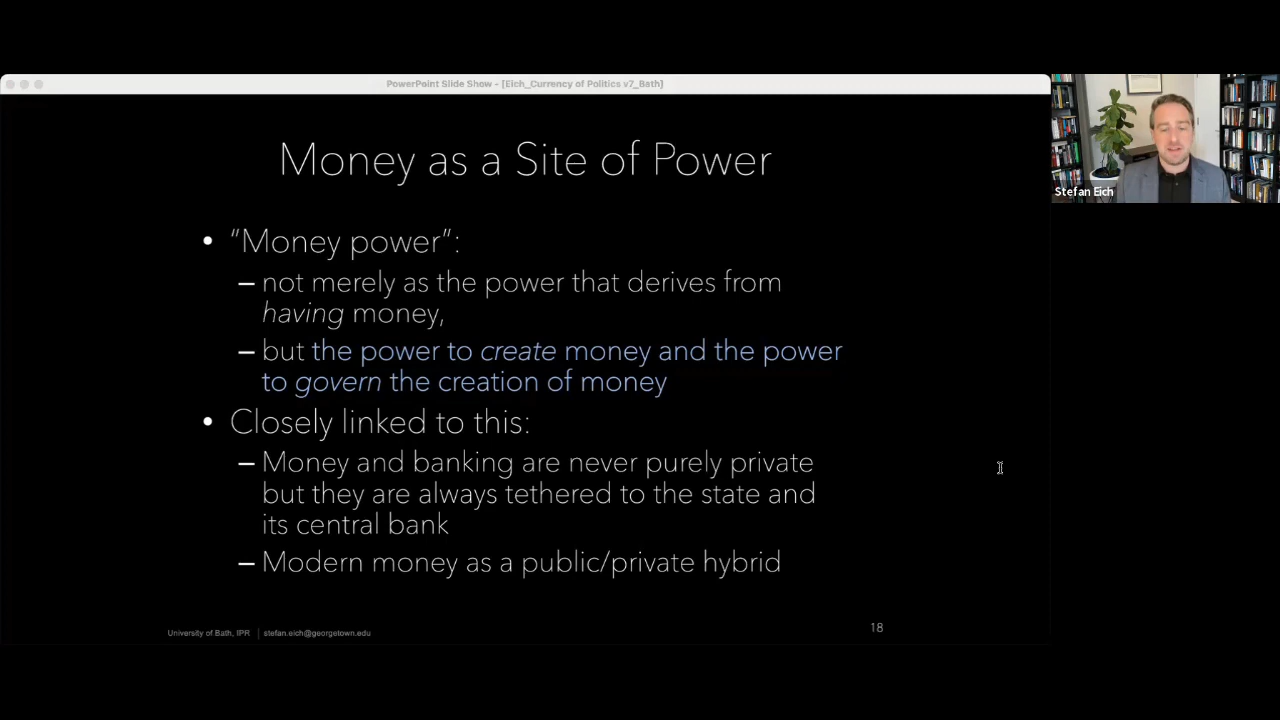 PowerPoint Slide Show - [Eich_Currency of Politics v7_Bath]
Money as a Site of Power
• “Money power”:
– not merely as the power that derives from
having money,
– but the power to create money and the power
to govern the creation of money
• Closely linked to this:
– Money and banking are never purely private
but they are always tethered to the state and
its central bank
– Modern money as a public/private hybrid
University of Bath, IPR | stefan.eich@georgetown.edu
18
Stefan Eich